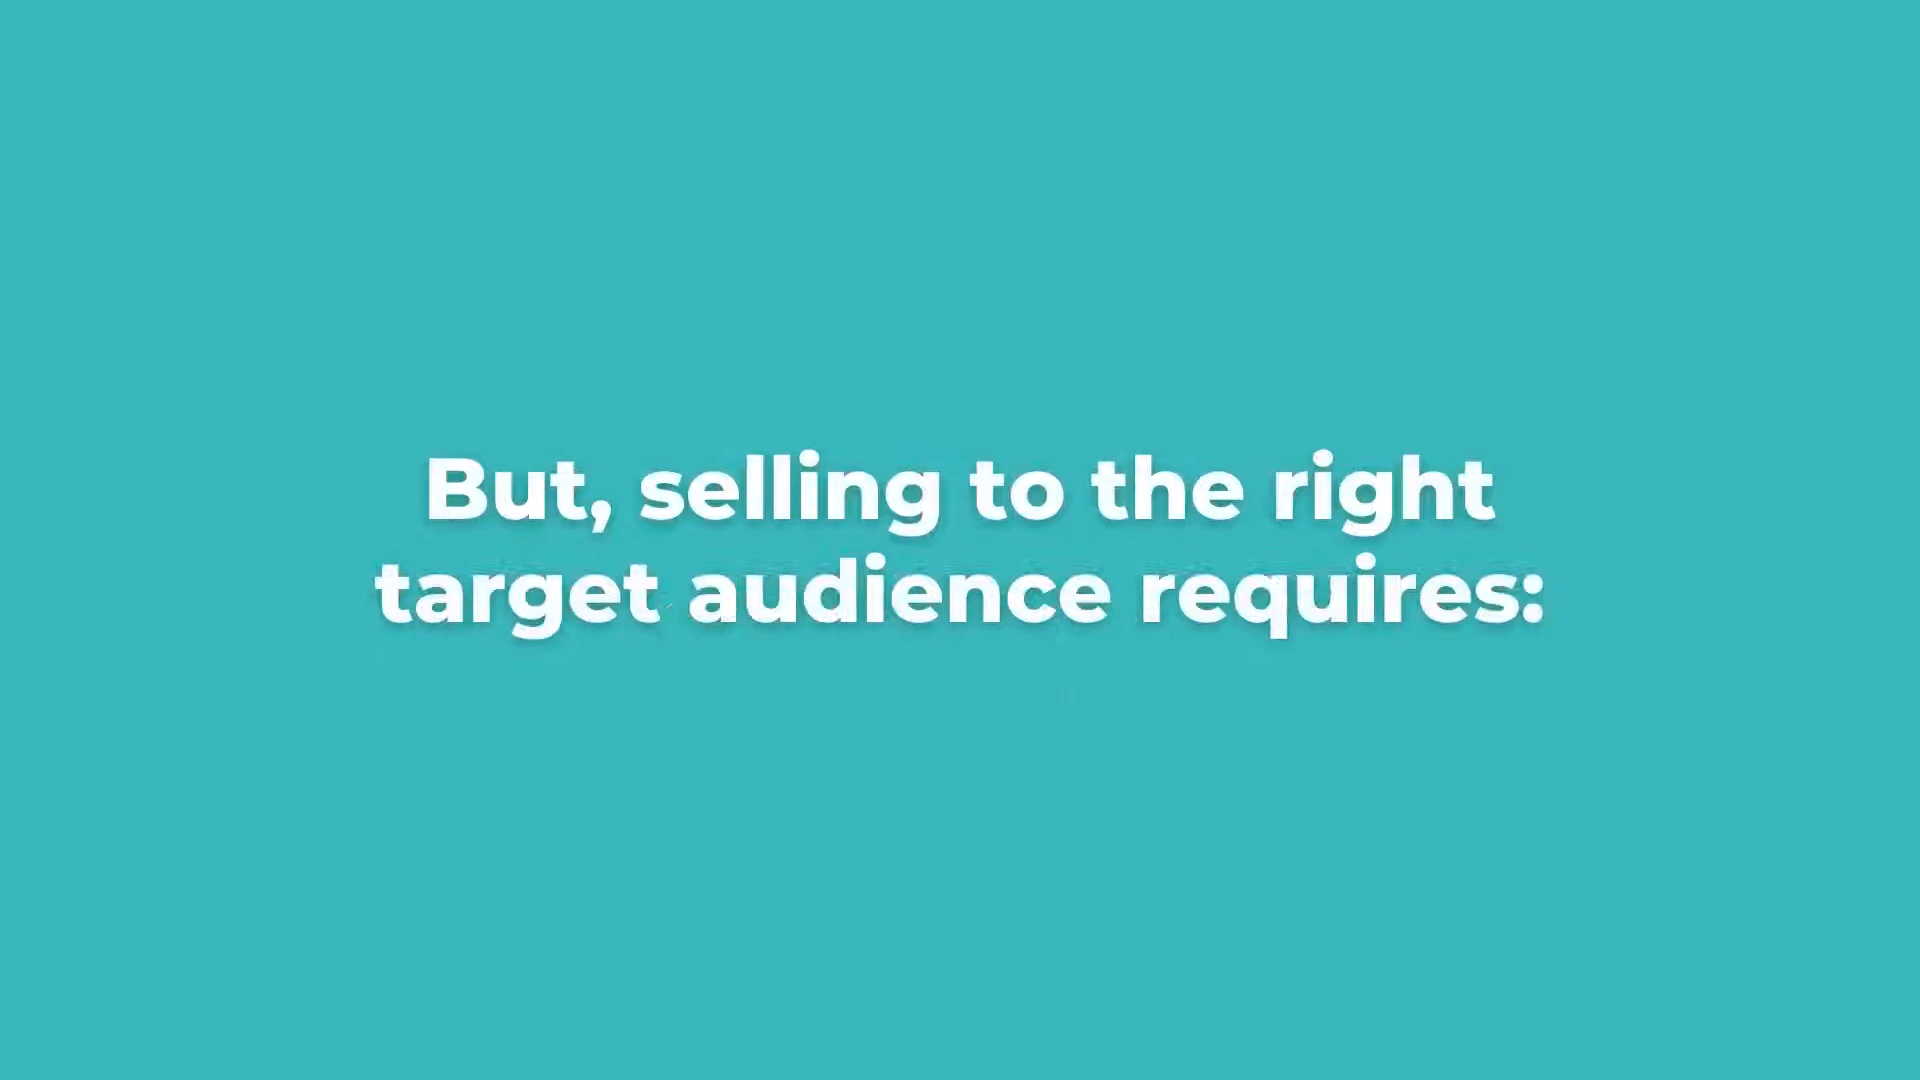 But, selling to the right
target audience requires: